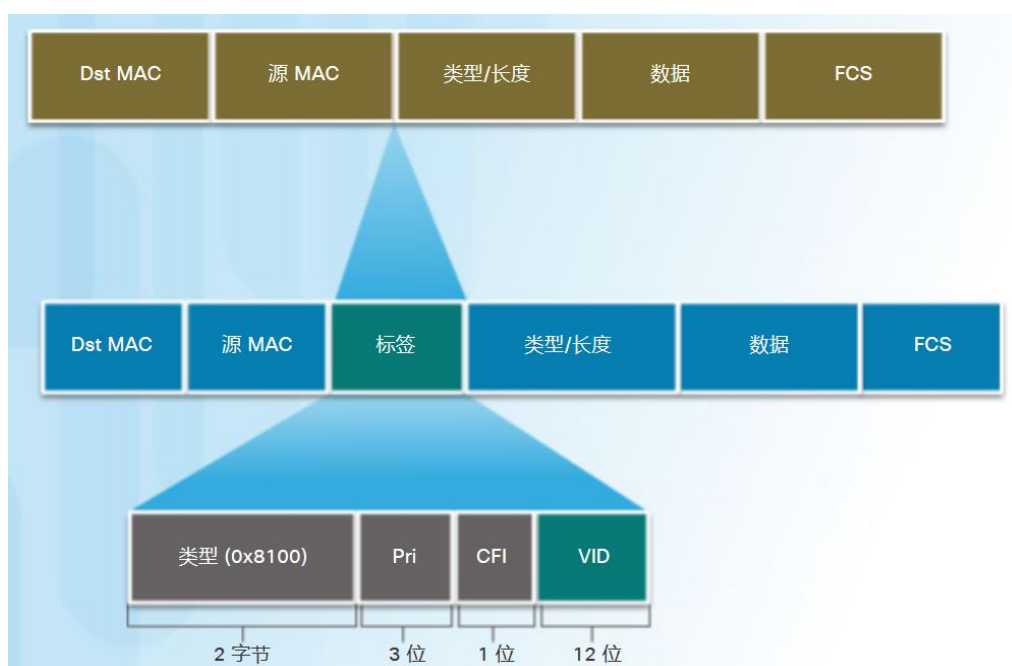 Dst MAC 源 MAC 类型/长度 数据 FCS
Dst MAC 源 MAC 标签 类型/长度 数据 FCS
类型 (0x8100) Pri CFI VID
2 字节 3 位 1 位 12 位